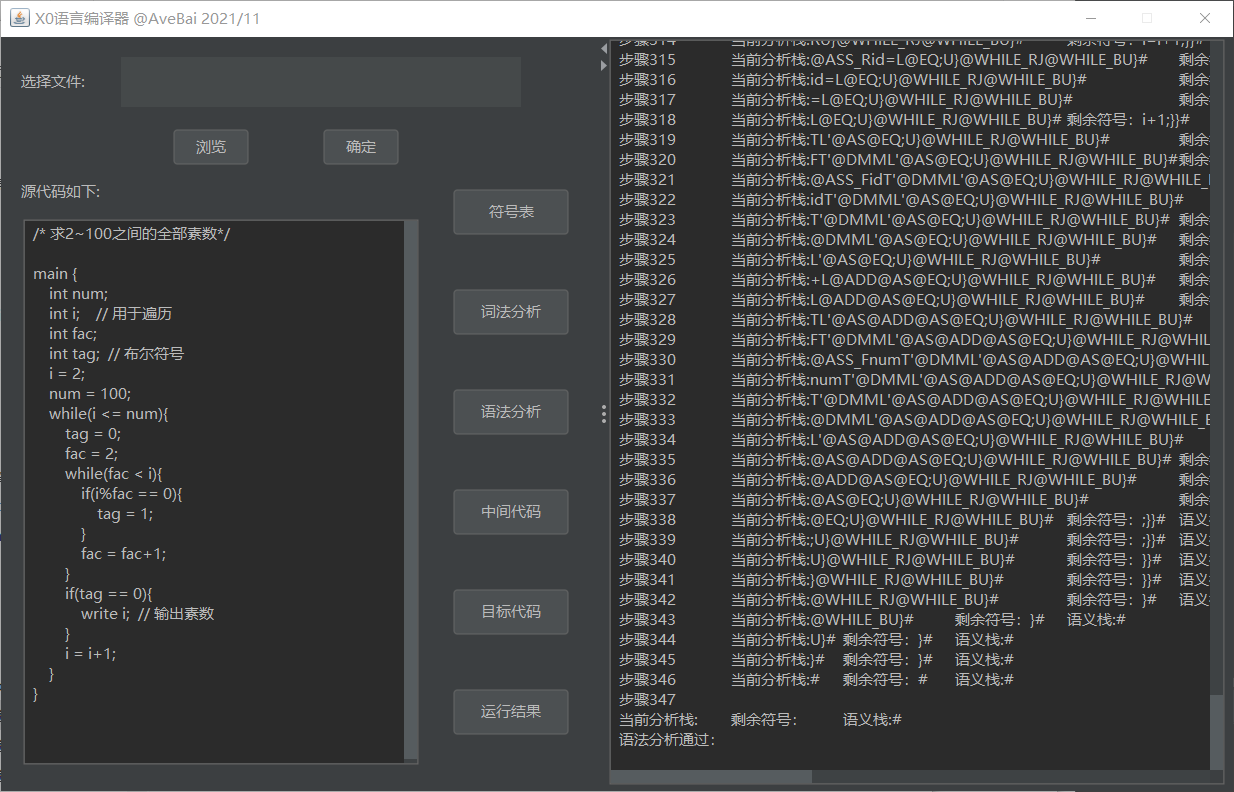 X0语言编译器 @AveBai 2021/11
选择文件:
浏览
确定
源代码如下:
/* 求2~100之间的全部素数*/
main {
int num;
int i; // 用于遍历
int fac;
int tag; // 布尔符号
i = 2;
num = 100;
while(i <= num){
tag = 0;
fac = 2;
while(fac < i){
if(i%fac == 0){
tag = 1;
}
fac = fac+1;
}
if(tag == 0){
write i; // 输出素数
}
i = i+1;
}
}
符号表
词法分析
语法分析
中间代码
目标代码
运行结果
步骤315 当前分析栈:@ASS_Rid=L@EQ;U}@WHILE_RJ@WHILE_BU}# 剩余
步骤316 当前分析栈:id=L@EQ;U}@WHILE_RJ@WHILE_BU}# 剩余
步骤317 当前分析栈:=L@EQ;U}@WHILE_RJ@WHILE_BU}# 剩余
步骤318 当前分析栈:L@EQ;U}@WHILE_RJ@WHILE_BU}# 剩余符号：i+1;}}#
步骤319 当前分析栈:TL'@AS@EQ;U}@WHILE_RJ@WHILE_BU}# 剩余
步骤320 当前分析栈:FT'@DMML'@AS@EQ;U}@WHILE_RJ@WHILE_BU}#剩余
步骤321 当前分析栈:@ASS_FidT'@DMML'@AS@EQ;U}@WHILE_RJ@WHILE_
步骤322 当前分析栈:idT'@DMML'@AS@EQ;U}@WHILE_RJ@WHILE_BU}#
步骤323 当前分析栈:T'@DMML'@AS@EQ;U}@WHILE_RJ@WHILE_BU}# 剩余
步骤324 当前分析栈:@DMML'@AS@EQ;U}@WHILE_RJ@WHILE_BU}# 剩余
步骤325 当前分析栈:L'@AS@EQ;U}@WHILE_RJ@WHILE_BU}# 剩余
步骤326 当前分析栈:+L@ADD@AS@EQ;U}@WHILE_RJ@WHILE_BU}# 剩余
步骤327 当前分析栈:L@ADD@AS@EQ;U}@WHILE_RJ@WHILE_BU}# 剩余
步骤328 当前分析栈:TL'@AS@ADD@AS@EQ;U}@WHILE_RJ@WHILE_BU}#
步骤329 当前分析栈:FT'@DMML'@AS@ADD@AS@EQ;U}@WHILE_RJ@WHIL
步骤330 当前分析栈:@ASS_FnumT'@DMML'@AS@ADD@AS@EQ;U}@WHIL
步骤331 当前分析栈:numT'@DMML'@AS@ADD@AS@EQ;U}@WHILE_RJ@W
步骤332 当前分析栈:T'@DMML'@AS@ADD@AS@EQ;U}@WHILE_RJ@WHILE_
步骤333 当前分析栈:@DMML'@AS@ADD@AS@EQ;U}@WHILE_RJ@WHILE_B
步骤334 当前分析栈:L'@AS@ADD@AS@EQ;U}@WHILE_RJ@WHILE_BU}#
步骤335 当前分析栈:@AS@ADD@AS@EQ;U}@WHILE_RJ@WHILE_BU}# 剩余
步骤336 当前分析栈:@ADD@AS@EQ;U}@WHILE_RJ@WHILE_BU}# 剩余
步骤337 当前分析栈:@AS@EQ;U}@WHILE_RJ@WHILE_BU}# 剩余
步骤338 当前分析栈:@EQ;U}@WHILE_RJ@WHILE_BU}# 剩余符号：;}}# 语义
步骤339 当前分析栈:;U}@WHILE_RJ@WHILE_BU}# 剩余符号：;}}# 语义
步骤340 当前分析栈:U}@WHILE_RJ@WHILE_BU}# 剩余符号：}}# 语义
步骤341 当前分析栈:}@WHILE_RJ@WHILE_BU}# 剩余符号：}}# 语义
步骤342 当前分析栈:@WHILE_RJ@WHILE_BU}# 剩余符号：}# 语义
步骤343 当前分析栈:@WHILE_BU}# 剩余符号：}# 语义栈:#
步骤344 当前分析栈:U}# 剩余符号：}# 语义栈:#
步骤345 当前分析栈:}# 剩余符号：}# 语义栈:#
步骤346 当前分析栈:# 剩余符号：# 语义栈:#
步骤347
当前分析栈: 剩余符号： 语义栈:#
语法分析通过：